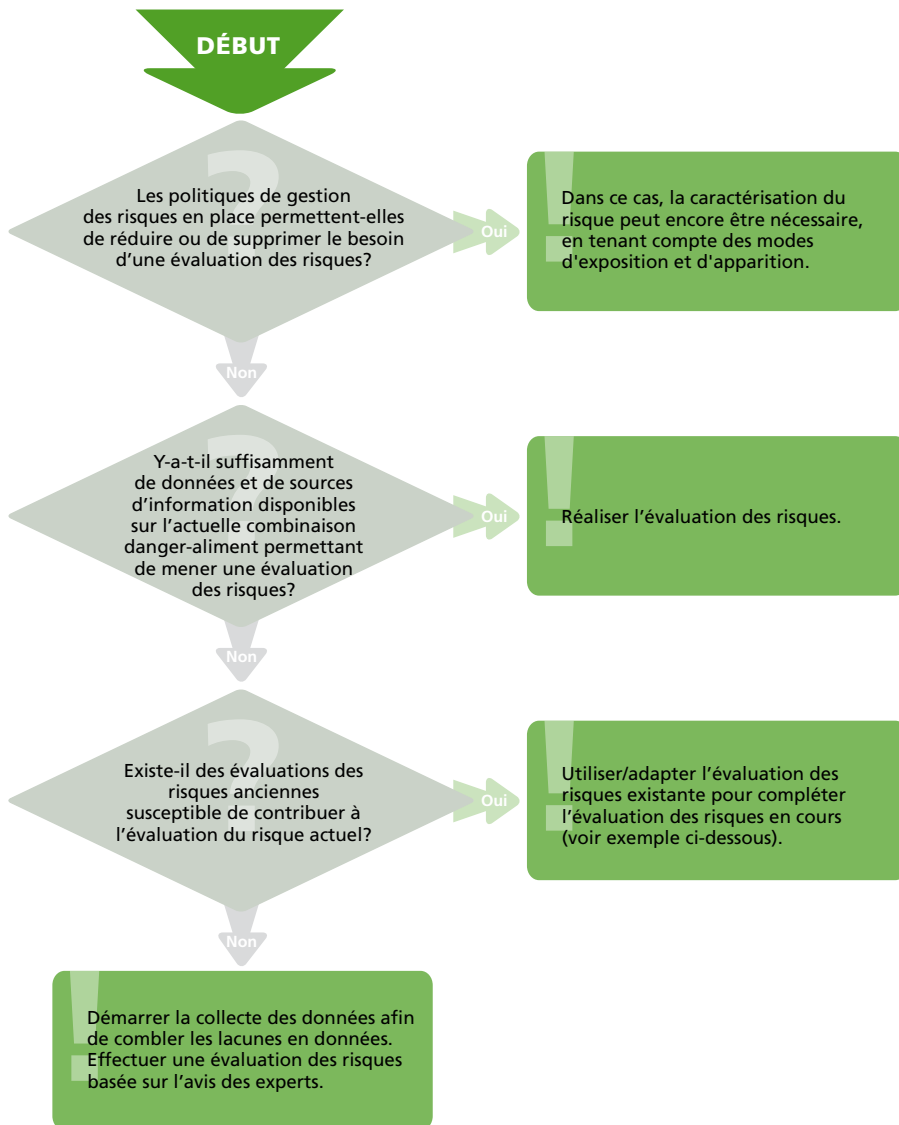 DÉBUT
Les politiques de gestion
des risques en place permettent-elles
de réduire ou de supprimer le besoin
d'une évaluation des risques?
Oui
Dans ce cas, la caractérisation du
risque peut encore être nécessaire,
en tenant compte des modes
d'exposition et d'apparition.
Non
Y-a-t-il suffisamment
de données et de sources
d'information disponibles
sur l'actuelle combinaison
danger-aliment permettant
de mener une évaluation
des risques?
Oui
Réaliser l'évaluation des risques.
Non
Existe-il des évaluations des
risques anciennes
susceptible de contribuer à
l'évaluation du risque actuel?
Oui
Utiliser/adapter l'évaluation des
risques existante pour compléter
l'évaluation des risques en cours
(voir exemple ci-dessous).
Non
Démarrer la collecte des données afin
de combler les lacunes en données.
Effectuer une évaluation des risques
basée sur l'avis des experts.